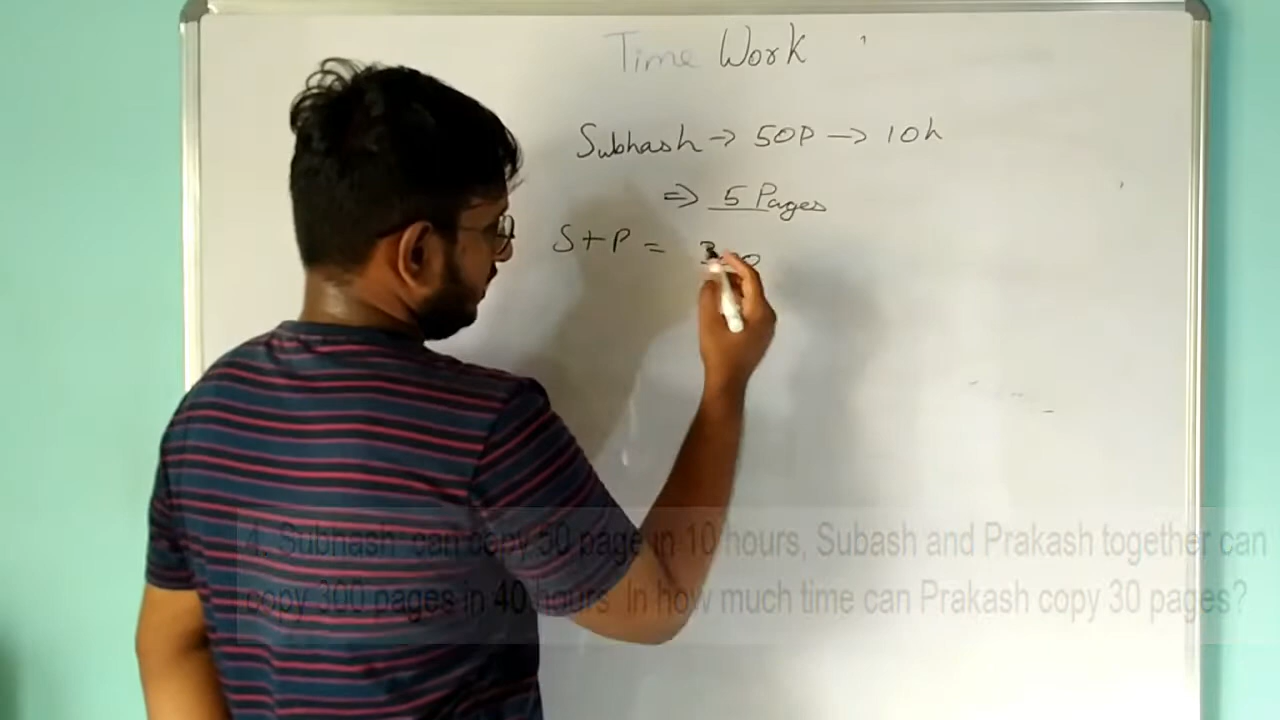 Time Work
Subhash → 50P → 10h
⇒ 5 Pages
S+P =
4. Subhash can copy 50 page in 10 hours, Subash and Prakash together can
copy 300 pages in 40 hours In how much time can Prakash copy 30 pages?